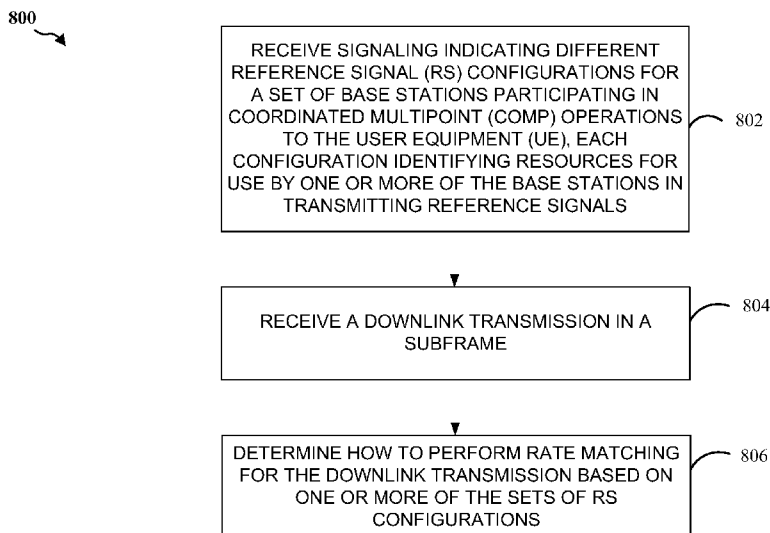 800
RECEIVE SIGNALING INDICATING DIFFERENT
REFERENCE SIGNAL (RS) CONFIGURATIONS FOR
A SET OF BASE STATIONS PARTICIPATING IN
COORDINATED MULTIPOINT (COMP) OPERATIONS
TO THE USER EQUIPMENT (UE), EACH
CONFIGURATION IDENTIFYING RESOURCES FOR
USE BY ONE OR MORE OF THE BASE STATIONS IN
TRANSMITTING REFERENCE SIGNALS
802
RECEIVE A DOWNLINK TRANSMISSION IN A
SUBFRAME
804
DETERMINE HOW TO PERFORM RATE MATCHING
FOR THE DOWNLINK TRANSMISSION BASED ON
ONE OR MORE OF THE SETS OF RS
CONFIGURATIONS
806